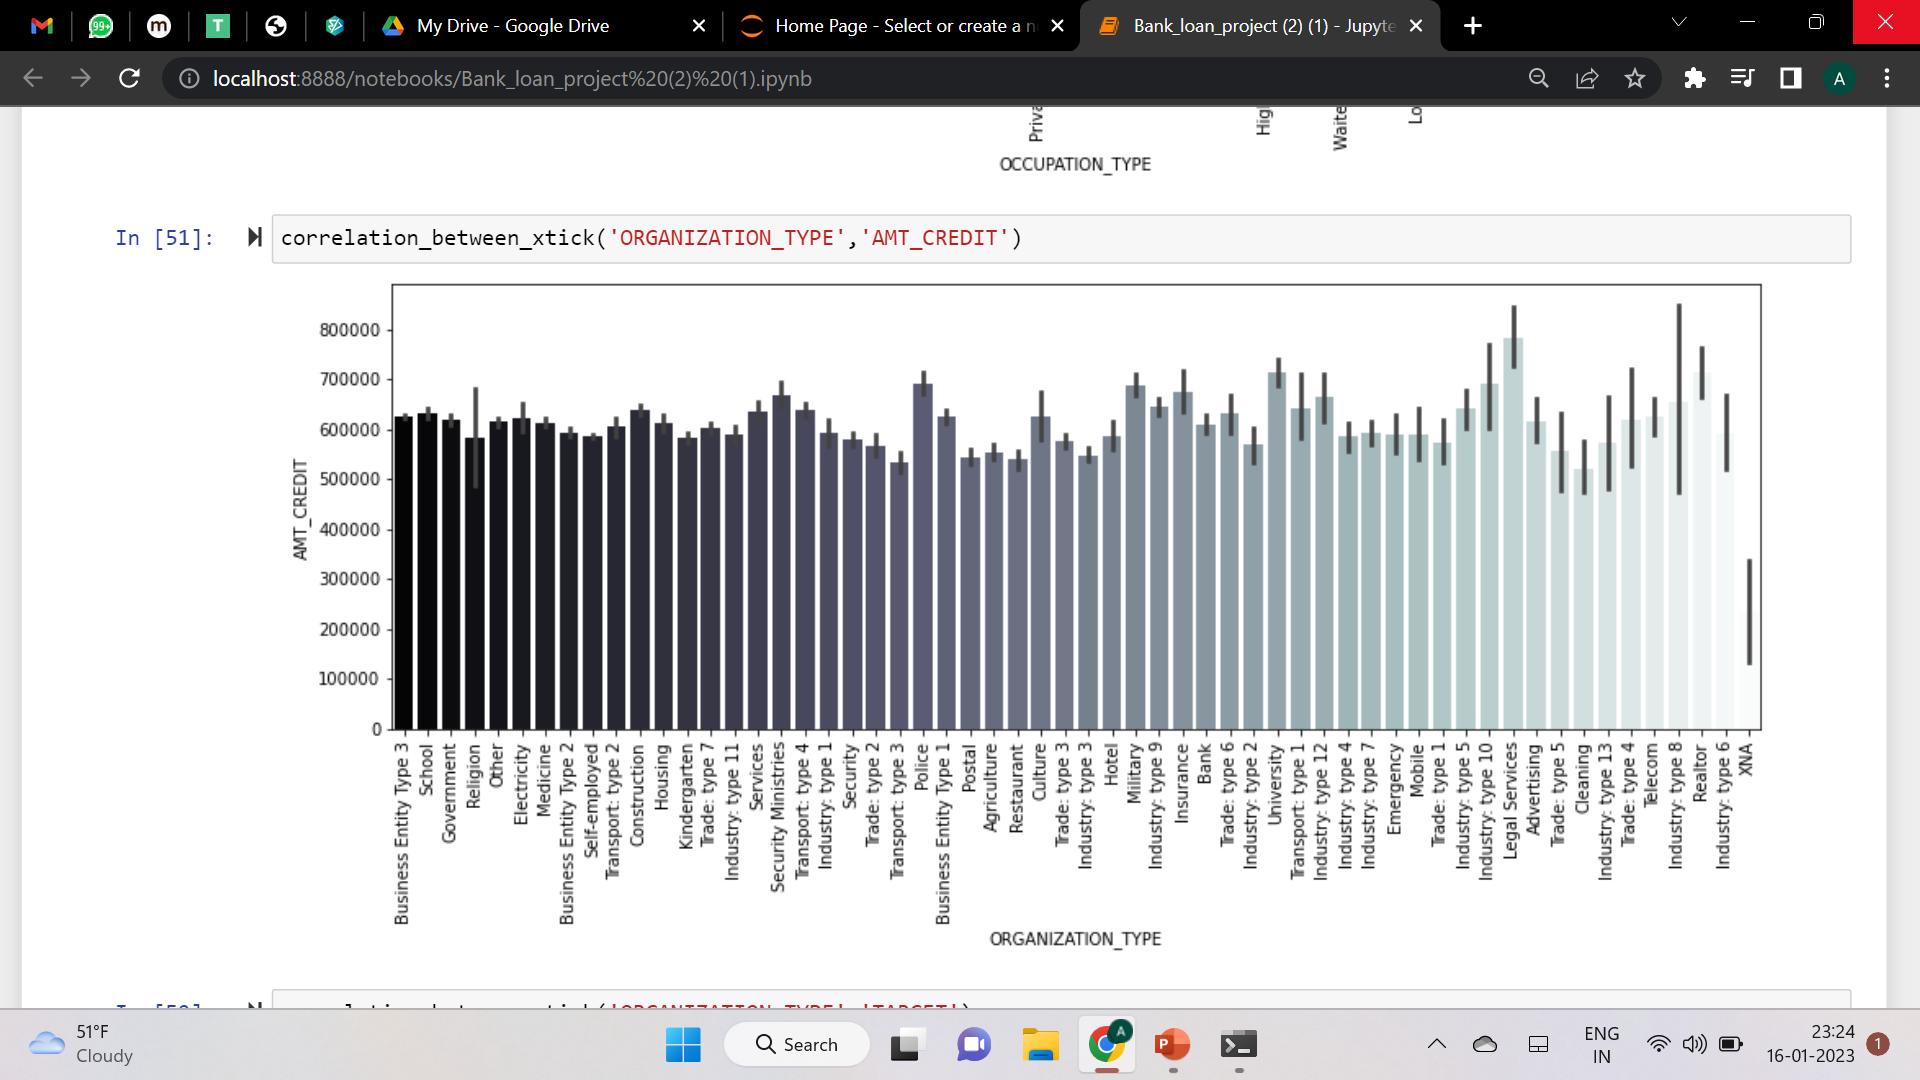 99+
m
T
My Drive - Google Drive
Home Page - Select or create a n
Bank_loan_project (2) (1) - Jupyte
localhost:8888/notebooks/Bank_loan_project%20(2)%20(1).ipynb
A
Priva
Hig
Waite
Lo
OCCUPATION_TYPE
In [51]:
correlation_between_xtick('ORGANIZATION_TYPE','AMT_CREDIT')
AMT_CREDIT
800000
700000
600000
500000
400000
300000
200000
100000
0
Business Entity Type 3
School
Government
Religion
Other
Electricity
Medicine
Business Entity Type 2
Self-employed
Transport: type 2
Construction
Housing
Kindergarten
Trade: type 7
Industry: type 11
Services
Security Ministries
Transport: type 4
Industry: type 1
Security
Trade: type 2
Transport: type 3
Police
Business Entity Type 1
Postal
Agriculture
Restaurant
Culture
Trade: type 3
Industry: type 3
Hotel
Military
Industry: type 9
Insurance
Bank
Trade: type 6
Industry: type 2
University
Transport: type 1
Industry: type 12
Industry: type 4
Industry: type 7
Emergency
Mobile
Trade: type 1
Industry: type 5
Industry: type 10
Legal Services
Advertising
Trade: type 5
Cleaning
Industry: type 13
Trade: type 4
Telecom
Industry: type 8
Realtor
Industry: type 6
XNA
ORGANIZATION_TYPE
51°F
Cloudy
Search
A
P
ENG
IN
23:24
16-01-2023
1